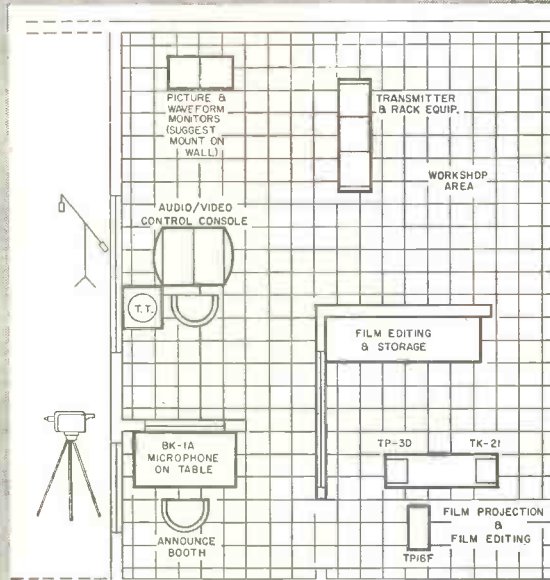 PICTURE &
WAVEFORM
MONITORS
(SUGGEST
MOUNT ON
WALL)
TRANSMITTER
& RACK EQUIP.
WORKSHOP
AREA
AUDIO/VIDEO
CONTROL CONSOLE
T.T.
FILM EDITING
& STORAGE
BK-1A
MICROPHONE
ON TABLE
TP-3D
TK-21
ANNOUNCE
BOOTH
FILM PROJECTION
&
FILM EDITING
TP16F